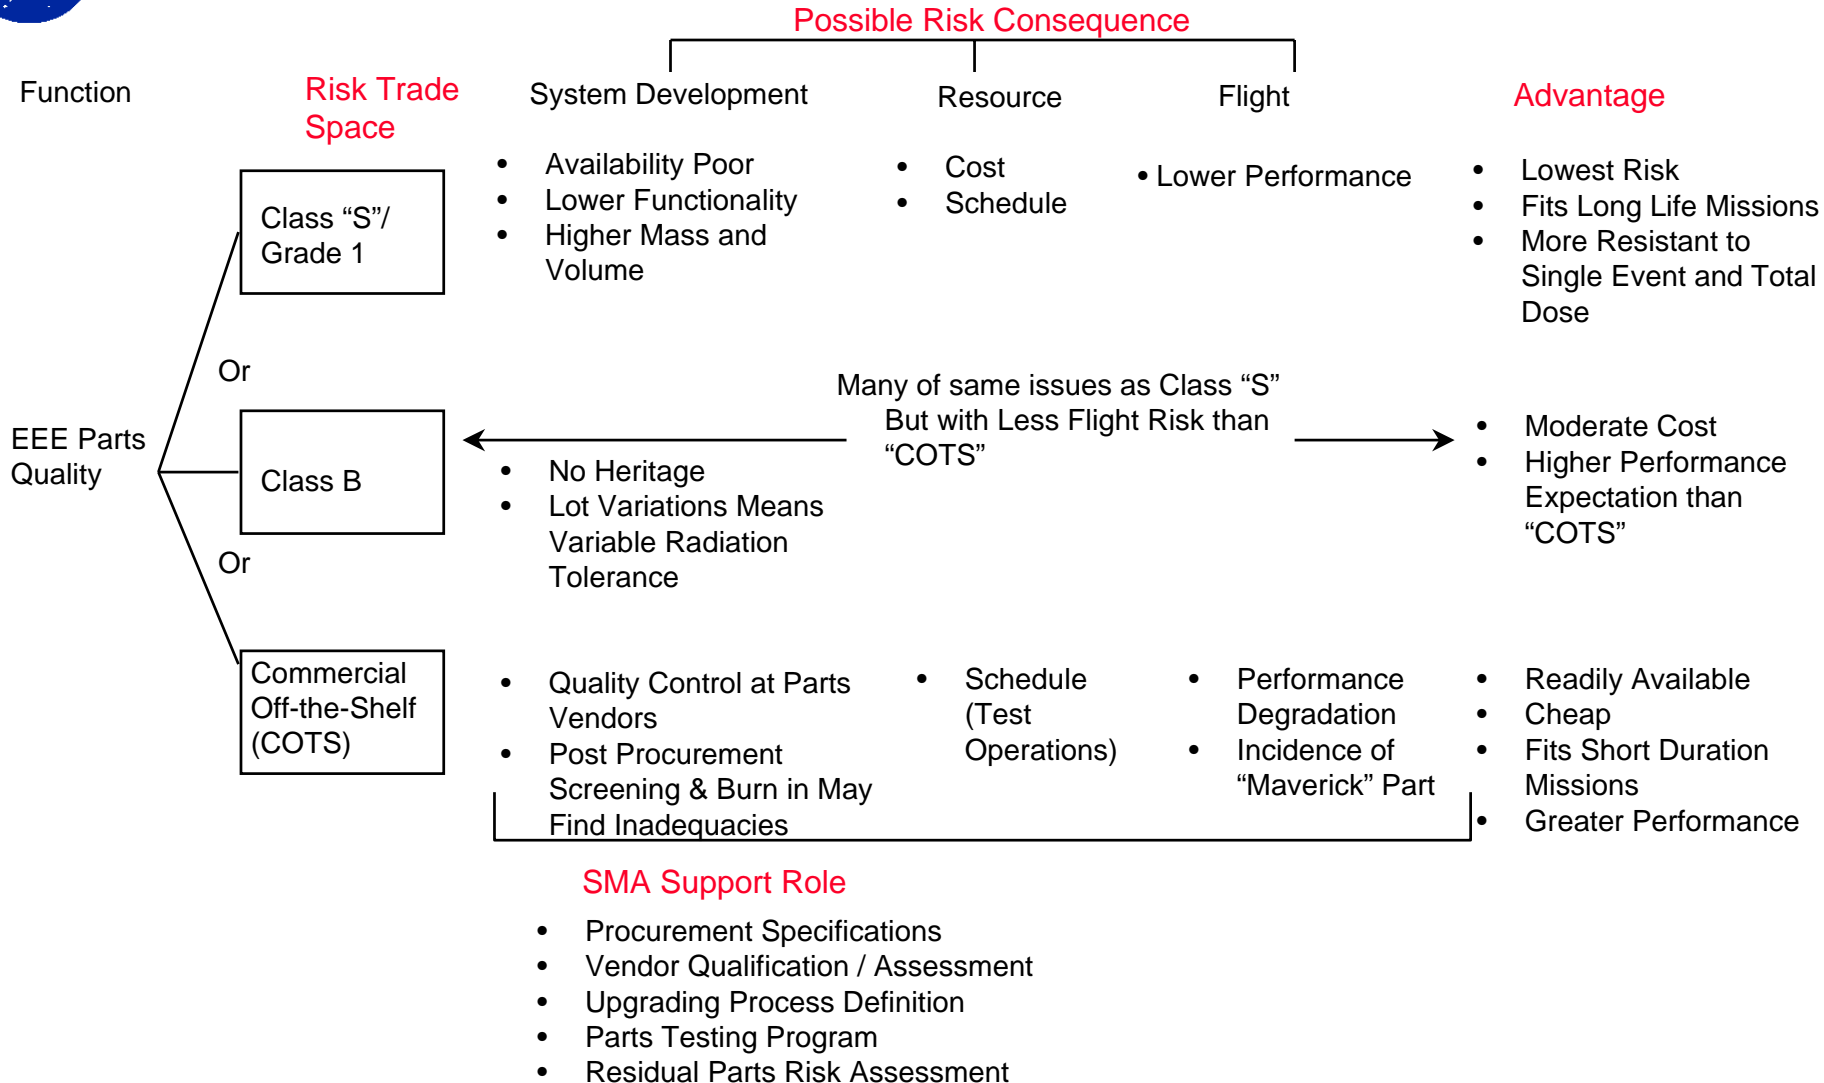 Possible Risk Consequence
Function
Risk Trade
Space
System Development
Resource
Flight
Advantage
Class “S”/
Grade 1
• Availability Poor
• Lower Functionality
• Higher Mass and
Volume
• Cost
• Schedule
• Lower Performance
• Lowest Risk
• Fits Long Life Missions
• More Resistant to
Single Event and Total
Dose
Or
EEE Parts
Quality
Class B
Many of same issues as Class “S”
But with Less Flight Risk than
“COTS”
• No Heritage
• Lot Variations Means
Variable Radiation
Tolerance
• Moderate Cost
• Higher Performance
Expectation than
“COTS”
Or
Commercial
Off-the-Shelf
(COTS)
• Quality Control at Parts
Vendors
• Post Procurement
Screening & Burn in May
Find Inadequacies
• Schedule
(Test
Operations)
• Performance
Degradation
• Incidence of
“Maverick” Part
• Readily Available
• Cheap
• Fits Short Duration
Missions
• Greater Performance
SMA Support Role
• Procurement Specifications
• Vendor Qualification / Assessment
• Upgrading Process Definition
• Parts Testing Program
• Residual Parts Risk Assessment